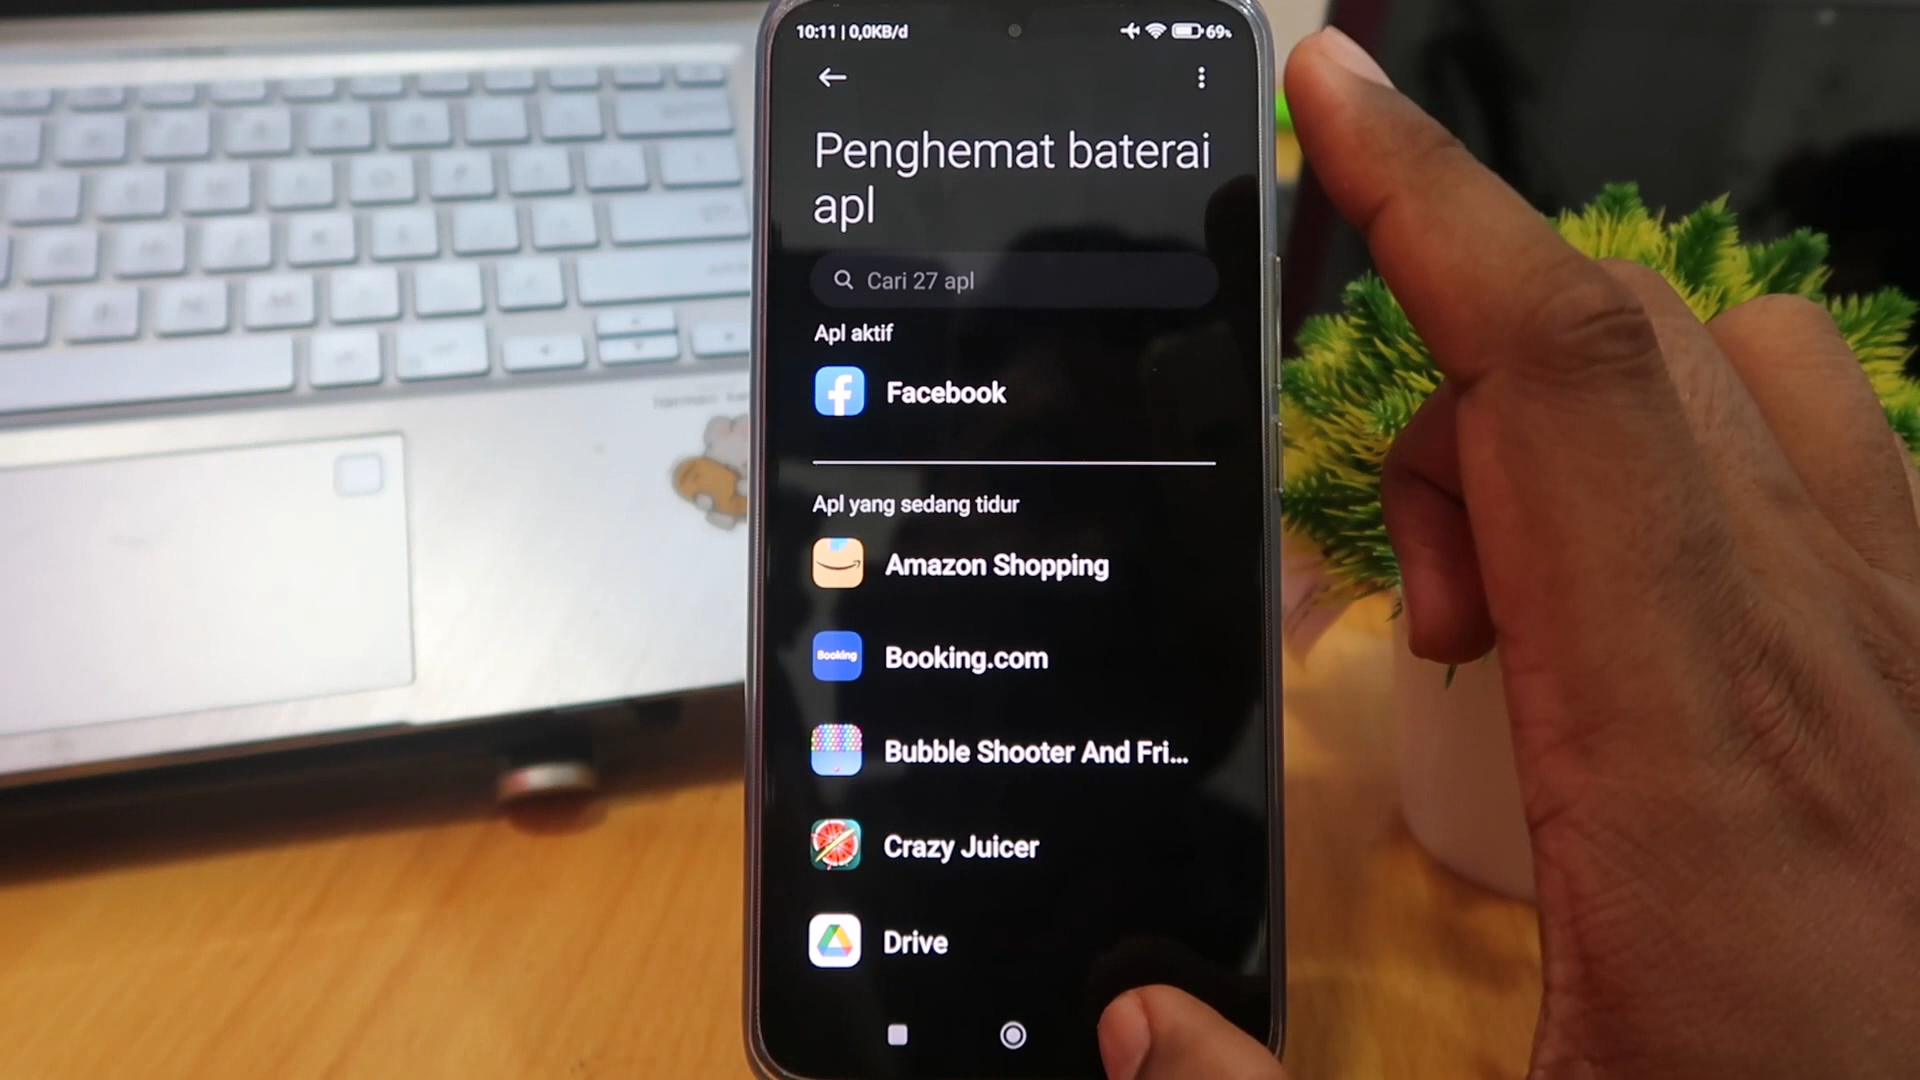 10:11 | 0,0KB/d
69%
Penghemat baterai
apl
Cari 27 apl
Apl aktif
Facebook
Apl yang sedang tidur
Amazon Shopping
Booking
Booking.com
Bubble Shooter And Fri...
Crazy Juicer
Drive